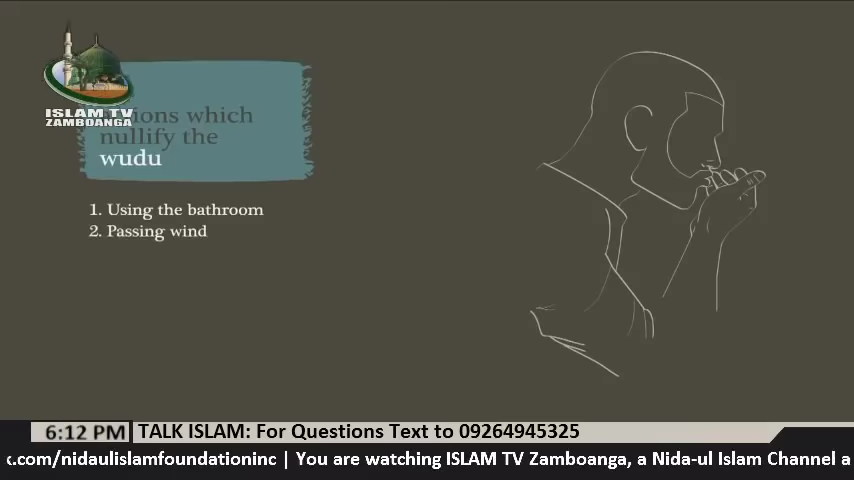 ISLAM TV
ZAMBOANGA
which
nullify the
wudu
1. Using the bathroom
2. Passing wind
6:12 PM
TALK ISLAM: For Questions Text to 09264945325
k.com/nidaulislamfoundationinc | You are watching ISLAM TV Zamboanga, a Nida-ul Islam Channel a